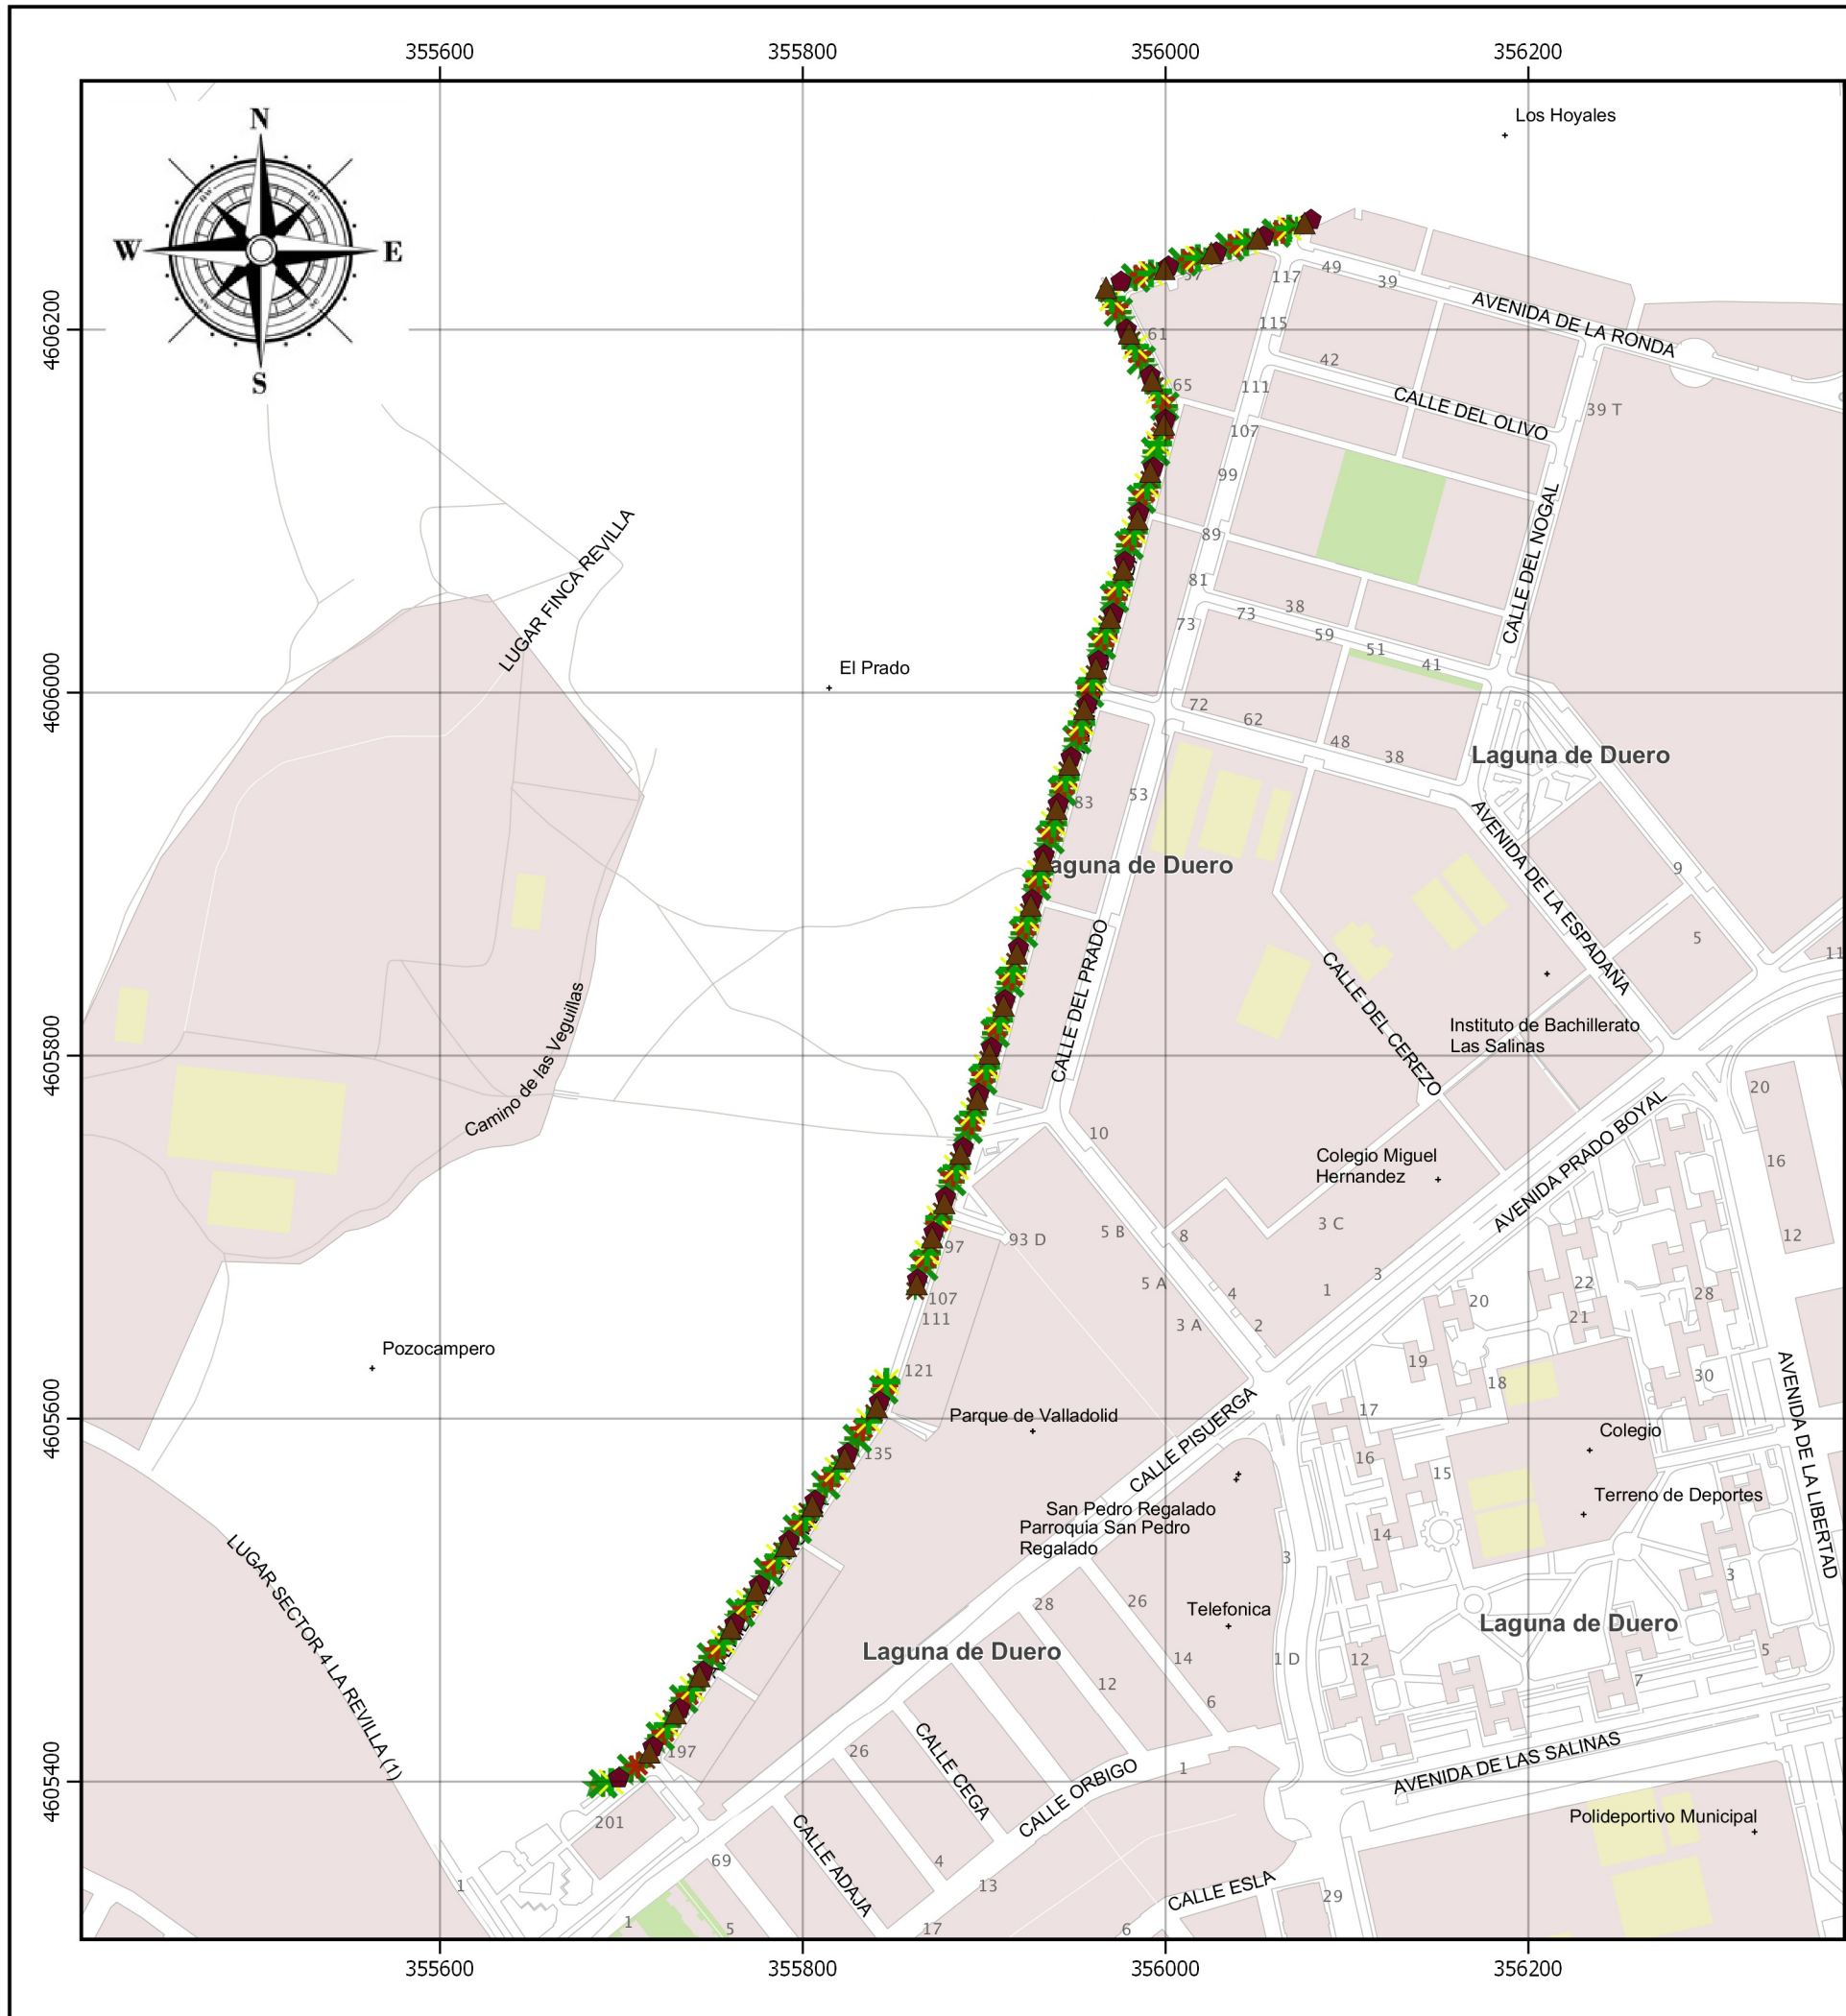 355600
355800
356000
356200
N
W
E
S
Los Hoyales
4606200
37
117
49
39
AVENIDA DE LA RONDA
61
115
42
65
111
CALLE DEL OLIVO
39 T
107
99
CALLE DEL NOGAL
89
81
LUGAR FINCA REVILLA
73
73
38
59
51
41
El Prado
4606000
72
62
48
38
Laguna de Duero
83
53
aguna de Duero
AVENIDA DE LA ESPADAÑA
9
5
11
CALLE DEL PRADO
CALLE DEL CEREZO
Instituto de Bachillerato
Las Salinas
4605800
Camino de las Veguillas
20
10
AVENIDA PRADO BOYAL
Colegio Miguel
Hernandez
16
97
93 D
5 B
8
3 C
12
5 A
4
1
3
22
28
20
21
107
111
3 A
2
Pozocampero
121
19
18
30
AVENIDA DE LA LIBERTAD
4605600
Parque de Valladolid
CALLE PISUERGA
17
Colegio
135
16
15
San Pedro Regalado
Parroquia San Pedro
Regalado
Terreno de Deportes
14
LUGAR SECTOR 4 LA REVILLA (1)
3
3
28
26
Telefonica
Laguna de Duero
Laguna de Duero
14
1 D
12
5
12
6
7
197
26
CALLE CEGA
CALLE ORBIGO
1
AVENIDA DE LAS SALINAS
4605400
201
CALLE ADAJA
Polideportivo Municipal
69
4
1
13
CALLE ESLA
29
1
5
17
6
355600
355800
356000
356200